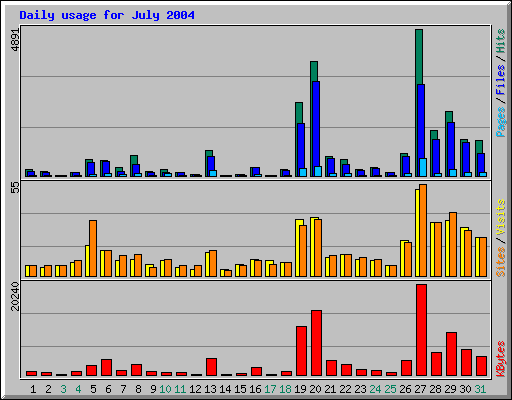 Daily usage for July 2004
4891
Pages / Files / Hits
55
Sites / Visits
20240
KBytes
1 2 3 4 5 6 7 8 9 10 11 12 13 14 15 16 17 18 19 20 21 22 23 24 25 26 27 28 29 30 31